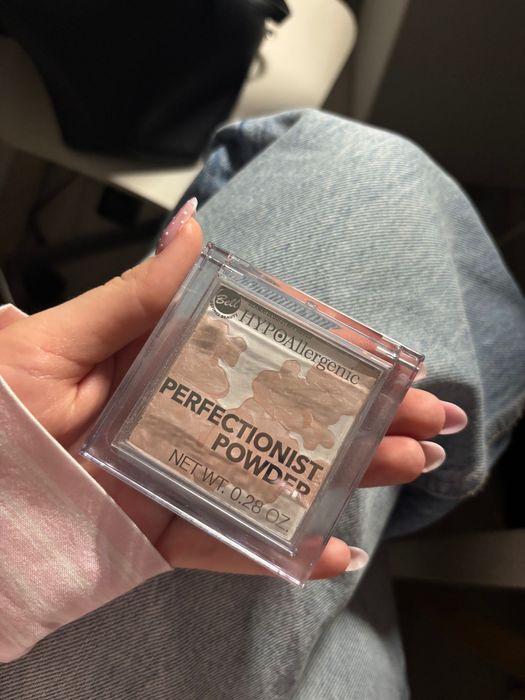 Bell
HYPOAllergenic
PERFECTIONIST
POWDER
NET WT. 0.28 OZ.